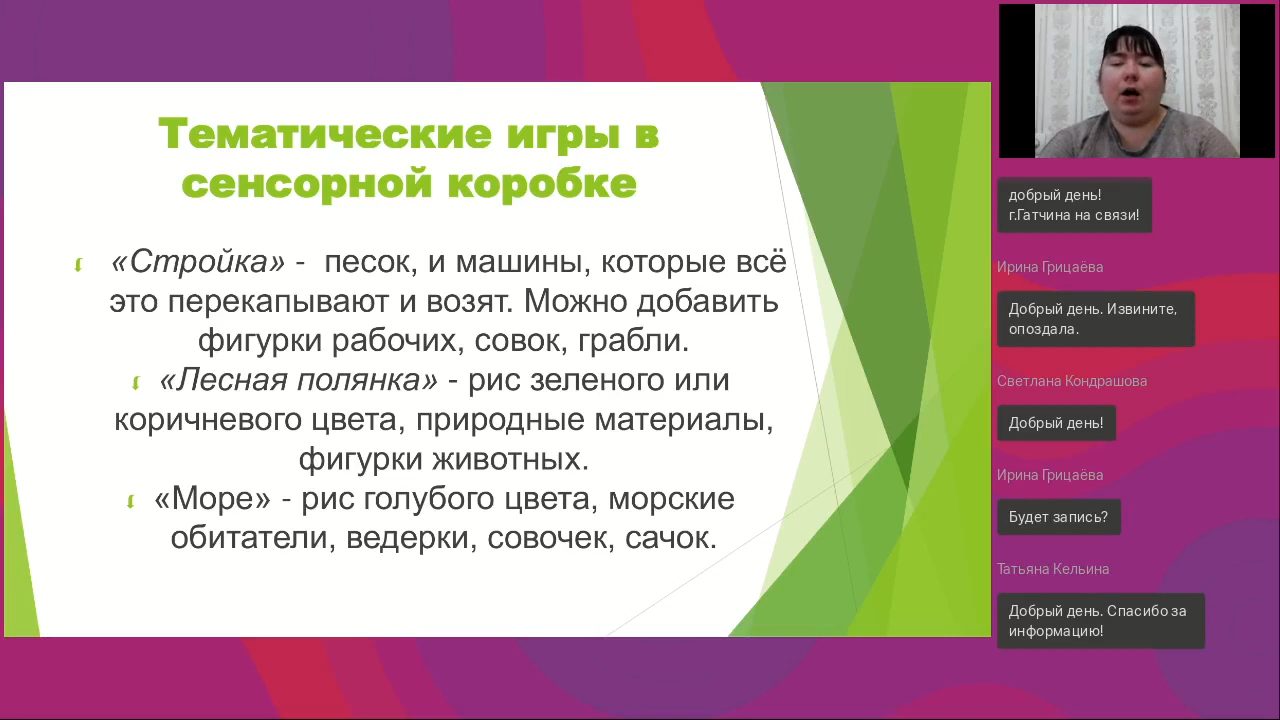 Тематические игры в
сенсорной коробке
«Стройка» - песок, и машины, которые всё
это перекапывают и возят. Можно добавить
фигурки рабочих, совок, грабли.
«Лесная полянка» - рис зеленого или
коричневого цвета, природные материалы,
фигурки животных.
«Море» - рис голубого цвета, морские
обитатели, ведерки, совочек, сачок.
добрый день!
г.Гатчина на связи!
Ирина Грицаёва
Добрый день. Извините,
опоздала.
Светлана Кондрашова
Добрый день!
Ирина Грицаёва
Будет запись?
Татьяна Кельина
Добрый день. Спасибо за
информацию!